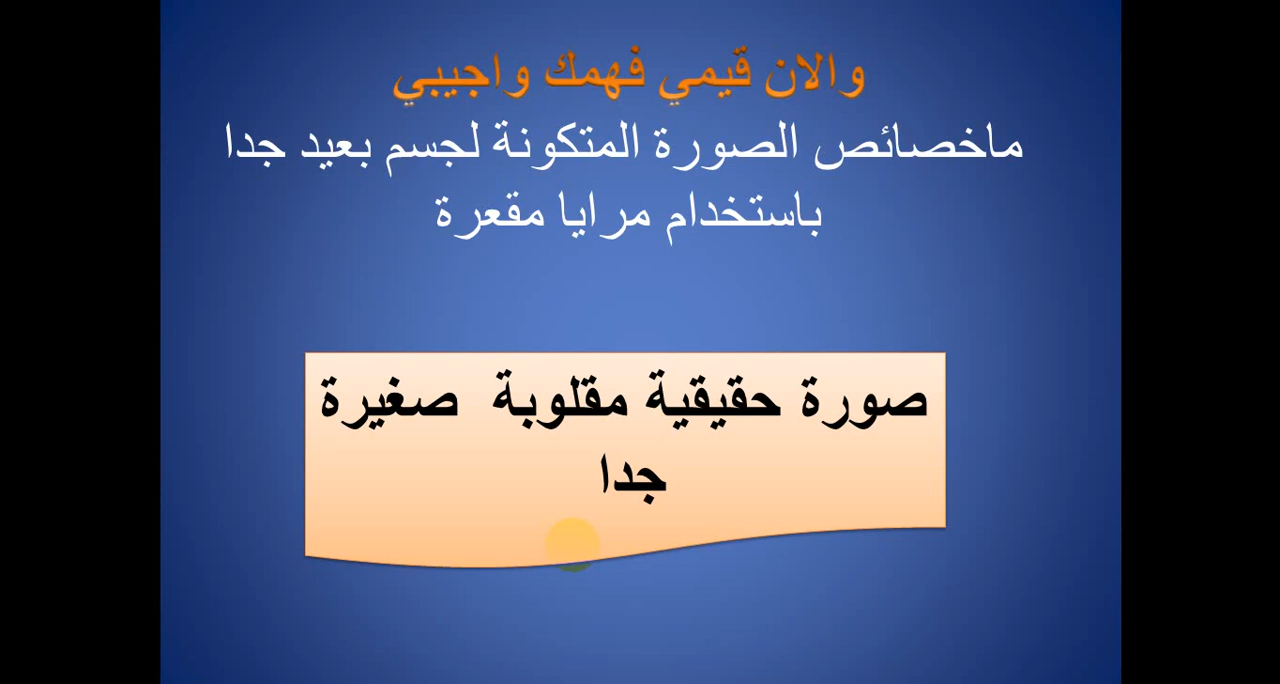 والان قيمي فهمك واجيبي
ماخصائص الصورة المتكونة لجسم بعيد جدا
باستخدام مرايا مقعرة
صورة حقيقية مقلوبة صغيرة
جدا